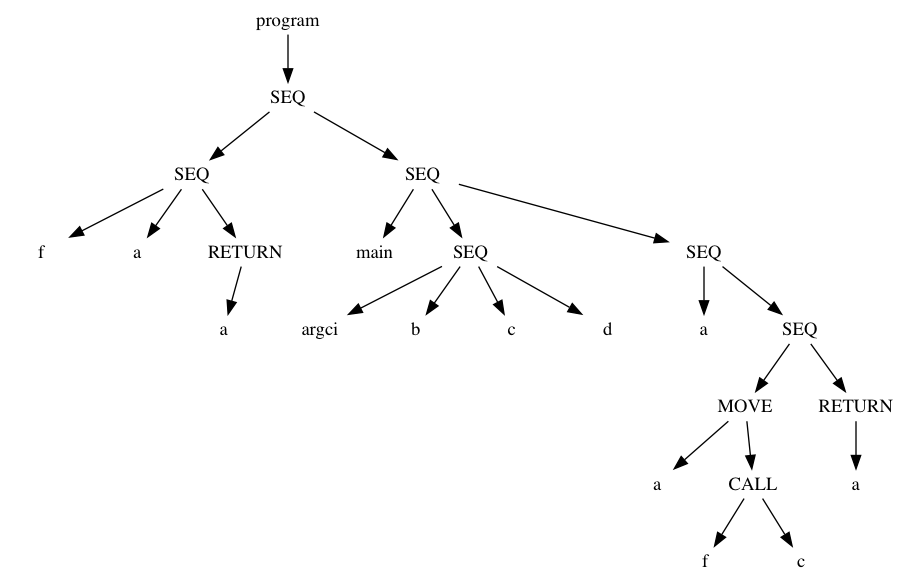 program
SEQ
SEQ SEQ
f a RETURN main SEQ SEQ
a argci b c d a SEQ
MOVE RETURN
a CALL a
f c